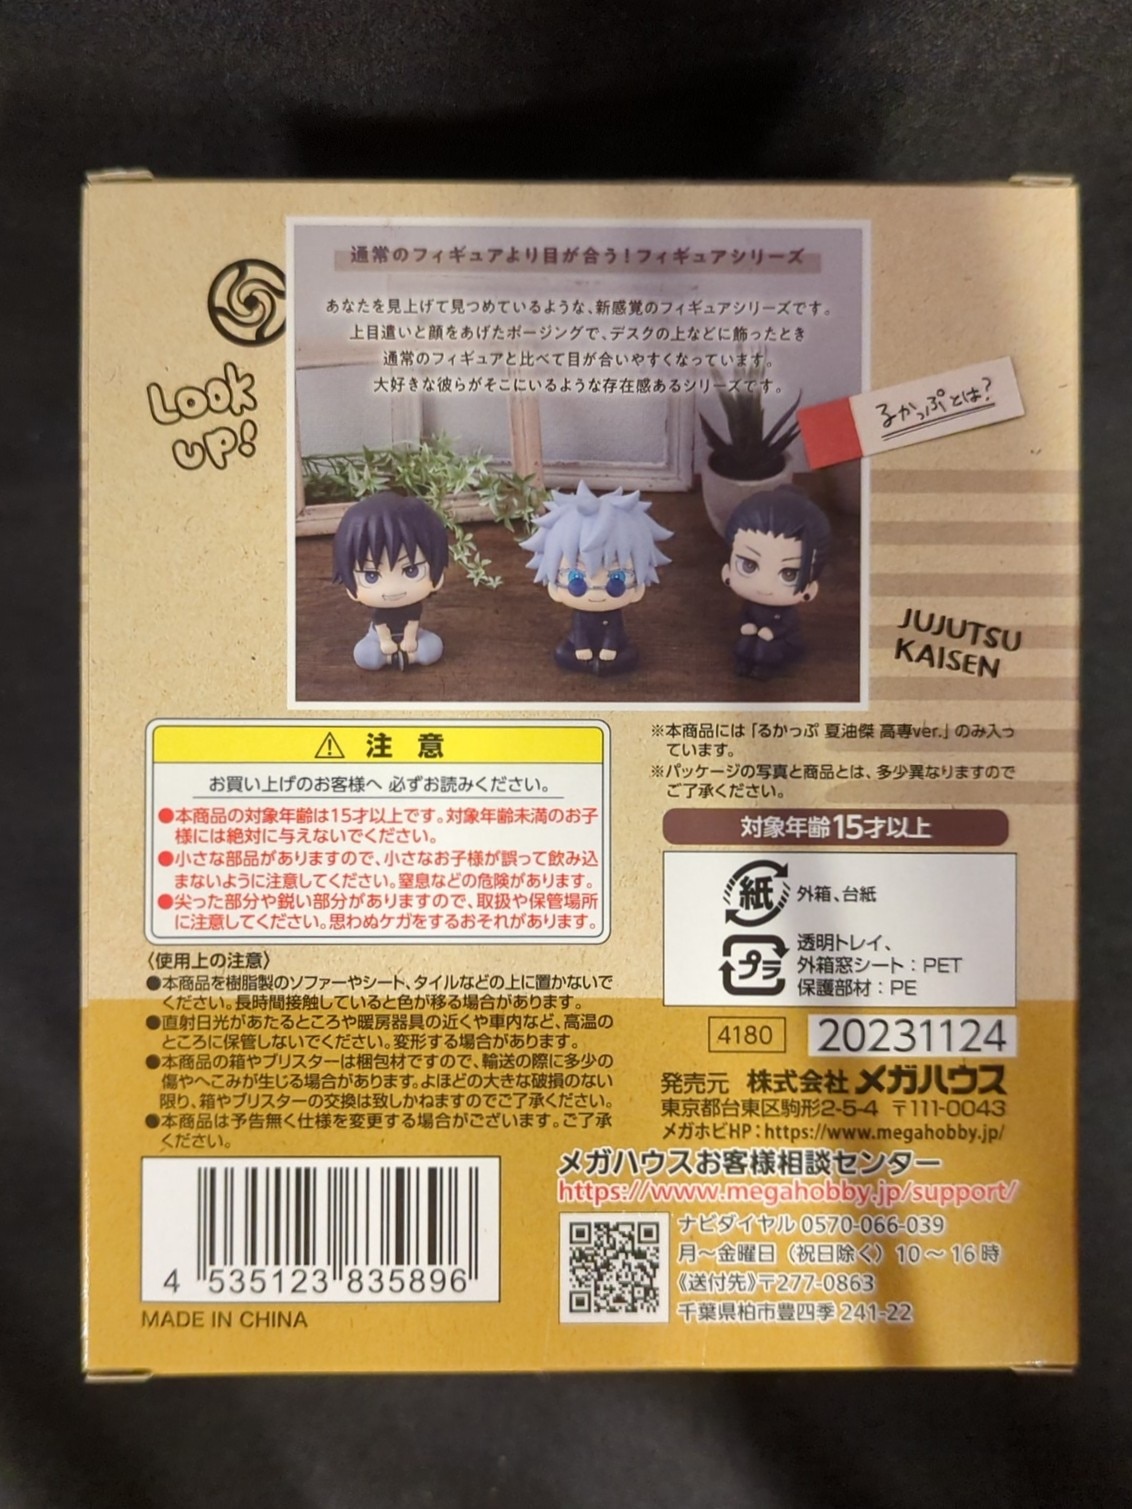 通常のフィギュアより目が合う!フィギュアシリーズ
あなたを見上げて見つめているような、新感覚のフィギュアシリーズです。
上目遣いと顔をあげたポージングで、デスクの上などに飾ったとき
通常のフィギュアと比べて目が合いやすくなっています。
大好きな彼らがそこにいるような存在感あるシリーズです。
Look
UP!
るかっぷとは?
JUJUTSU
KAISEN
注意
お買い上げのお客様へ 必ずお読みください。
●本商品の対象年齢は15才以上です。対象年齢未満のお子
様には絶対に与えないでください。
●小さな部品がありますので、小さなお子様が誤って飲み込
まないように注意してください。窒息などの危険があります。
●尖った部分や鋭い部分がありますので、取扱や保管場所
に注意してください。思わぬケガをするおそれがあります。
〈使用上の注意〉
●本商品を樹脂製のソファーやシート、タイルなどの上に置かないで
ください。長時間接触していると色が移る場合があります。
●直射日光があたるところや暖房器具の近くや車内など、高温の
ところに保管しないでください。変形する場合があります。
●本商品の箱やブリスターは梱包材ですので、輸送の際に多少の
傷やへこみが生じる場合があります。よほどの大きな破損のない
限り、箱やブリスターの交換は致しかねますのでご了承ください。
●本商品は予告無く仕様を変更する場合がございます。ご了承
ください。
4 535123 835896
MADE IN CHINA
※本商品には「るかっぷ 夏油傑 高専ver.」のみ入っ
ています。
※パッケージの写真と商品とは、多少異なりますので
ご了承ください。
対象年齢15才以上
紙
外箱、台紙
プラ
透明トレイ、
外箱窓シート:PET
保護部材:PE
4180
20231124
発売元 株式会社メガハウス
東京都台東区駒形2-5-4 〒111-0043
メガホビHP:https://www.megahobby.jp/
メガハウスお客様相談センター
https://www.megahobby.jp/support/
ナビダイヤル 0570-066-039
月～金曜日(祝日除く)10～16時
《送付先》〒277-0863
千葉県柏市豊四季241-22